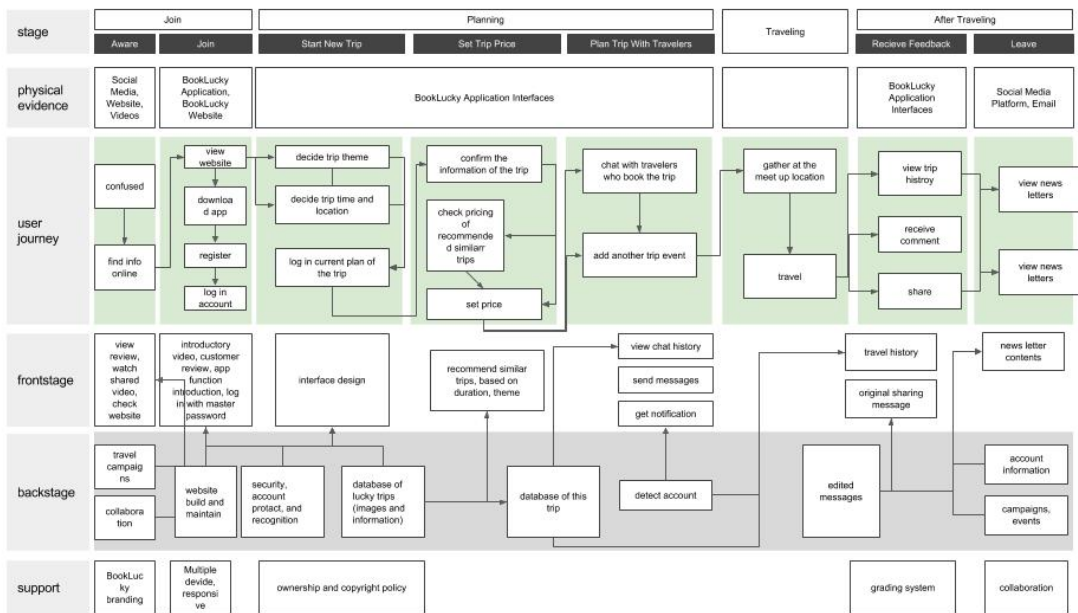 stage
Join
Planning
Traveling
After Traveling
Aware
Join
Start New Trip
Set Trip Price
Plan Trip With Travelers
Recieve Feedback
Leave
physical
evidence
Social
Media,
Website,
Videos
BookLucky
Application,
BookLucky
Website
BookLucky Application Interfaces
BookLucky
Application
Interfaces
Social Media
Platform, Email
user
journey
confused
find info
online
view
website
downloa
d app
register
log in
account
decide trip theme
decide trip time and
location
log in current plan of
the trip
confirm the
information of the trip
check pricing
of
recommende
d similarr
trips
set price
chat with travelers
who book the trip
add another trip event
gather at the
meet up location
travel
view trip
histroy
receive
comment
share
view news
letters
view news
letters
frontstage
view
review,
watch
shared
video,
check
website
introductory
video, customer
review, app
function
introduction, log
in with master
password
interface design
recommend similar
trips, based on
duration, theme
view chat history
send messages
get notification
travel history
original sharing
message
news letter
contents
backstage
travel
campaig
ns
collabora
tion
website
build and
maintain
security,
account
protact, and
recognition
database of
lucky trips
(images and
information)
database of this
trip
detect account
edited
messages
account
information
campaigns,
events
support
BookLuc
ky
branding
Multiple
devide,
responsi
ve
ownership and copyright policy
grading system
collaboration